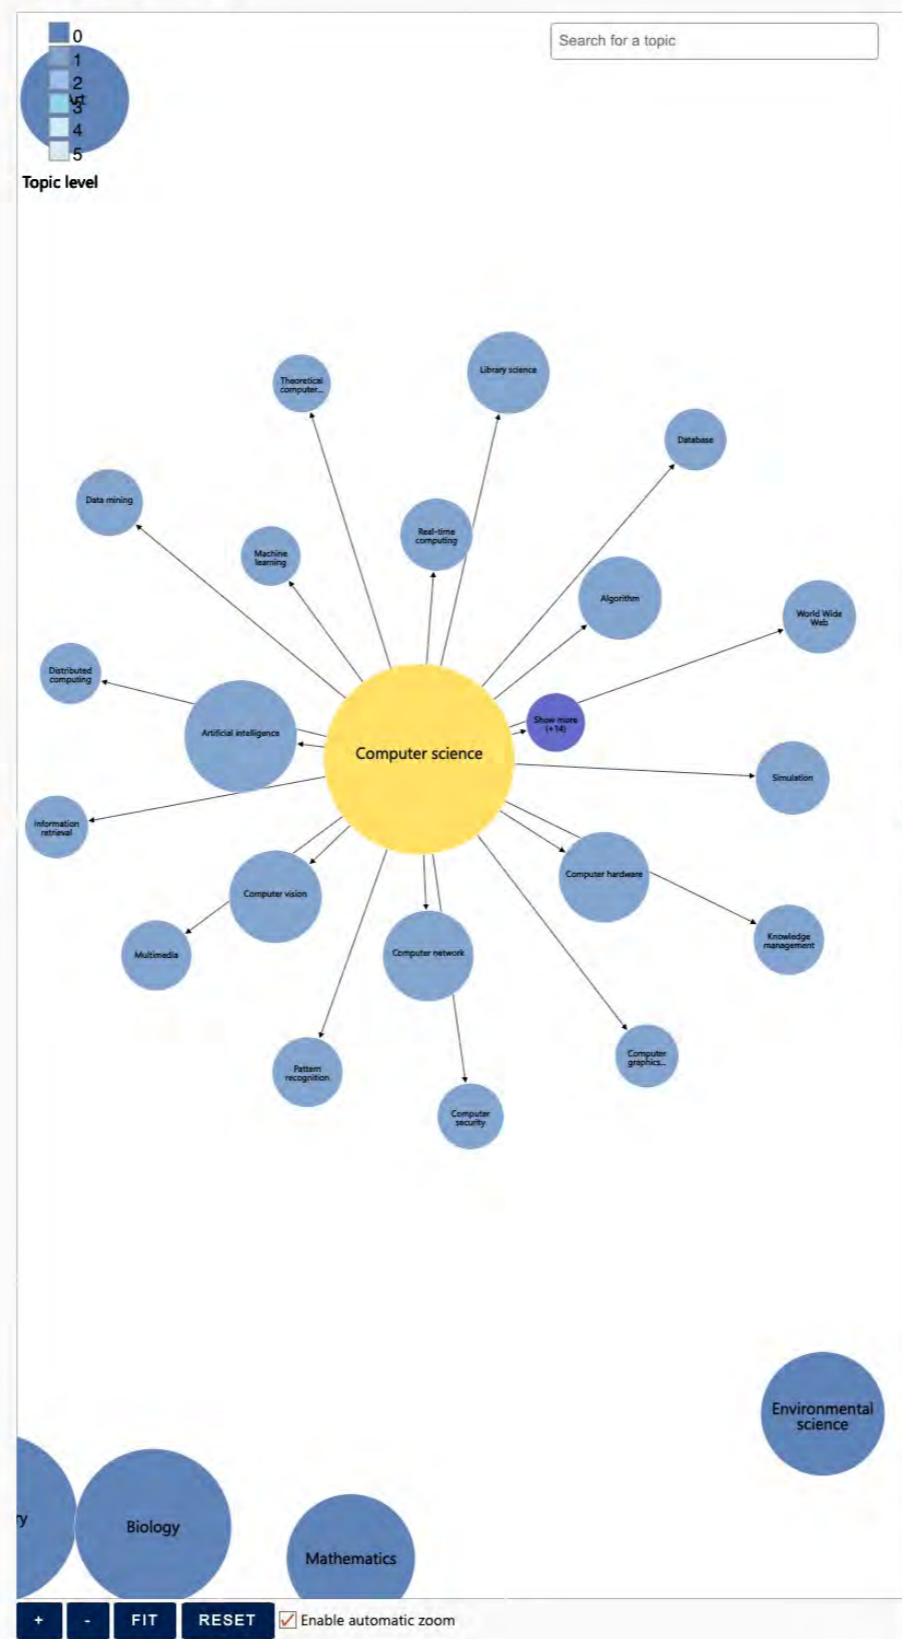 0
Search for a topic
1
2
3
Art
4
5
Topic level
Library science
Theoretical
computer...
Database
Data mining
Real-time
computing
Machine
learning
Algorithm
World Wide
Web
Distributed
computing
Show more
(+14)
Artificial intelligence
Computer science
Simulation
Information
retrieval
Computer hardware
Computer vision
Knowledge
management
Computer network
Multimedia
Computer
graphics...
Pattern
recognition
Computer
security
Environmental
science
ry
Biology
Mathematics
+
-
FIT
RESET
Enable automatic zoom